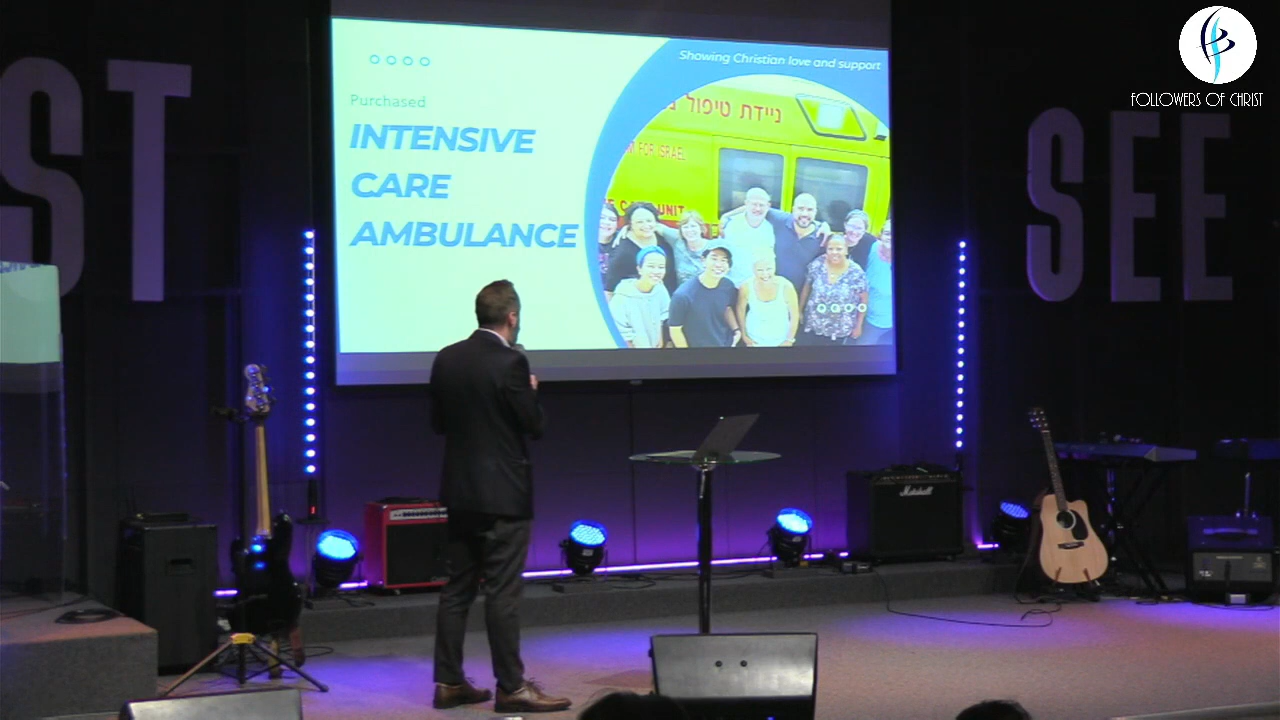 ST
SEE
FOLLOWERS OF CHRIST
Showing Christian love and support
Purchased
INTENSIVE
CARE
AMBULANCE
ניידת טיפול
FOR ISRAEL
UNIT
Marshall